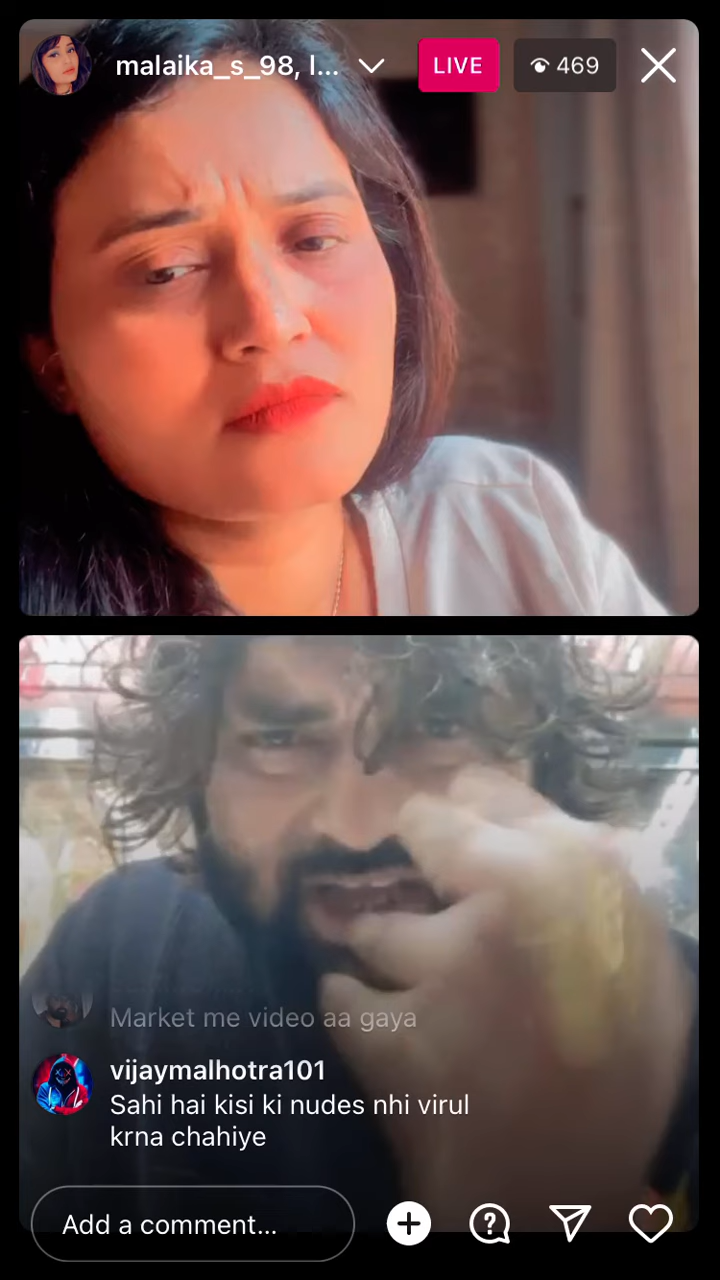 malaika_s_98, l...
LIVE
469
Market me video aa gaya
vijaymalhotra101
Sahi hai kisi ki nudes nhi virul
krna chahiye
Add a comment...